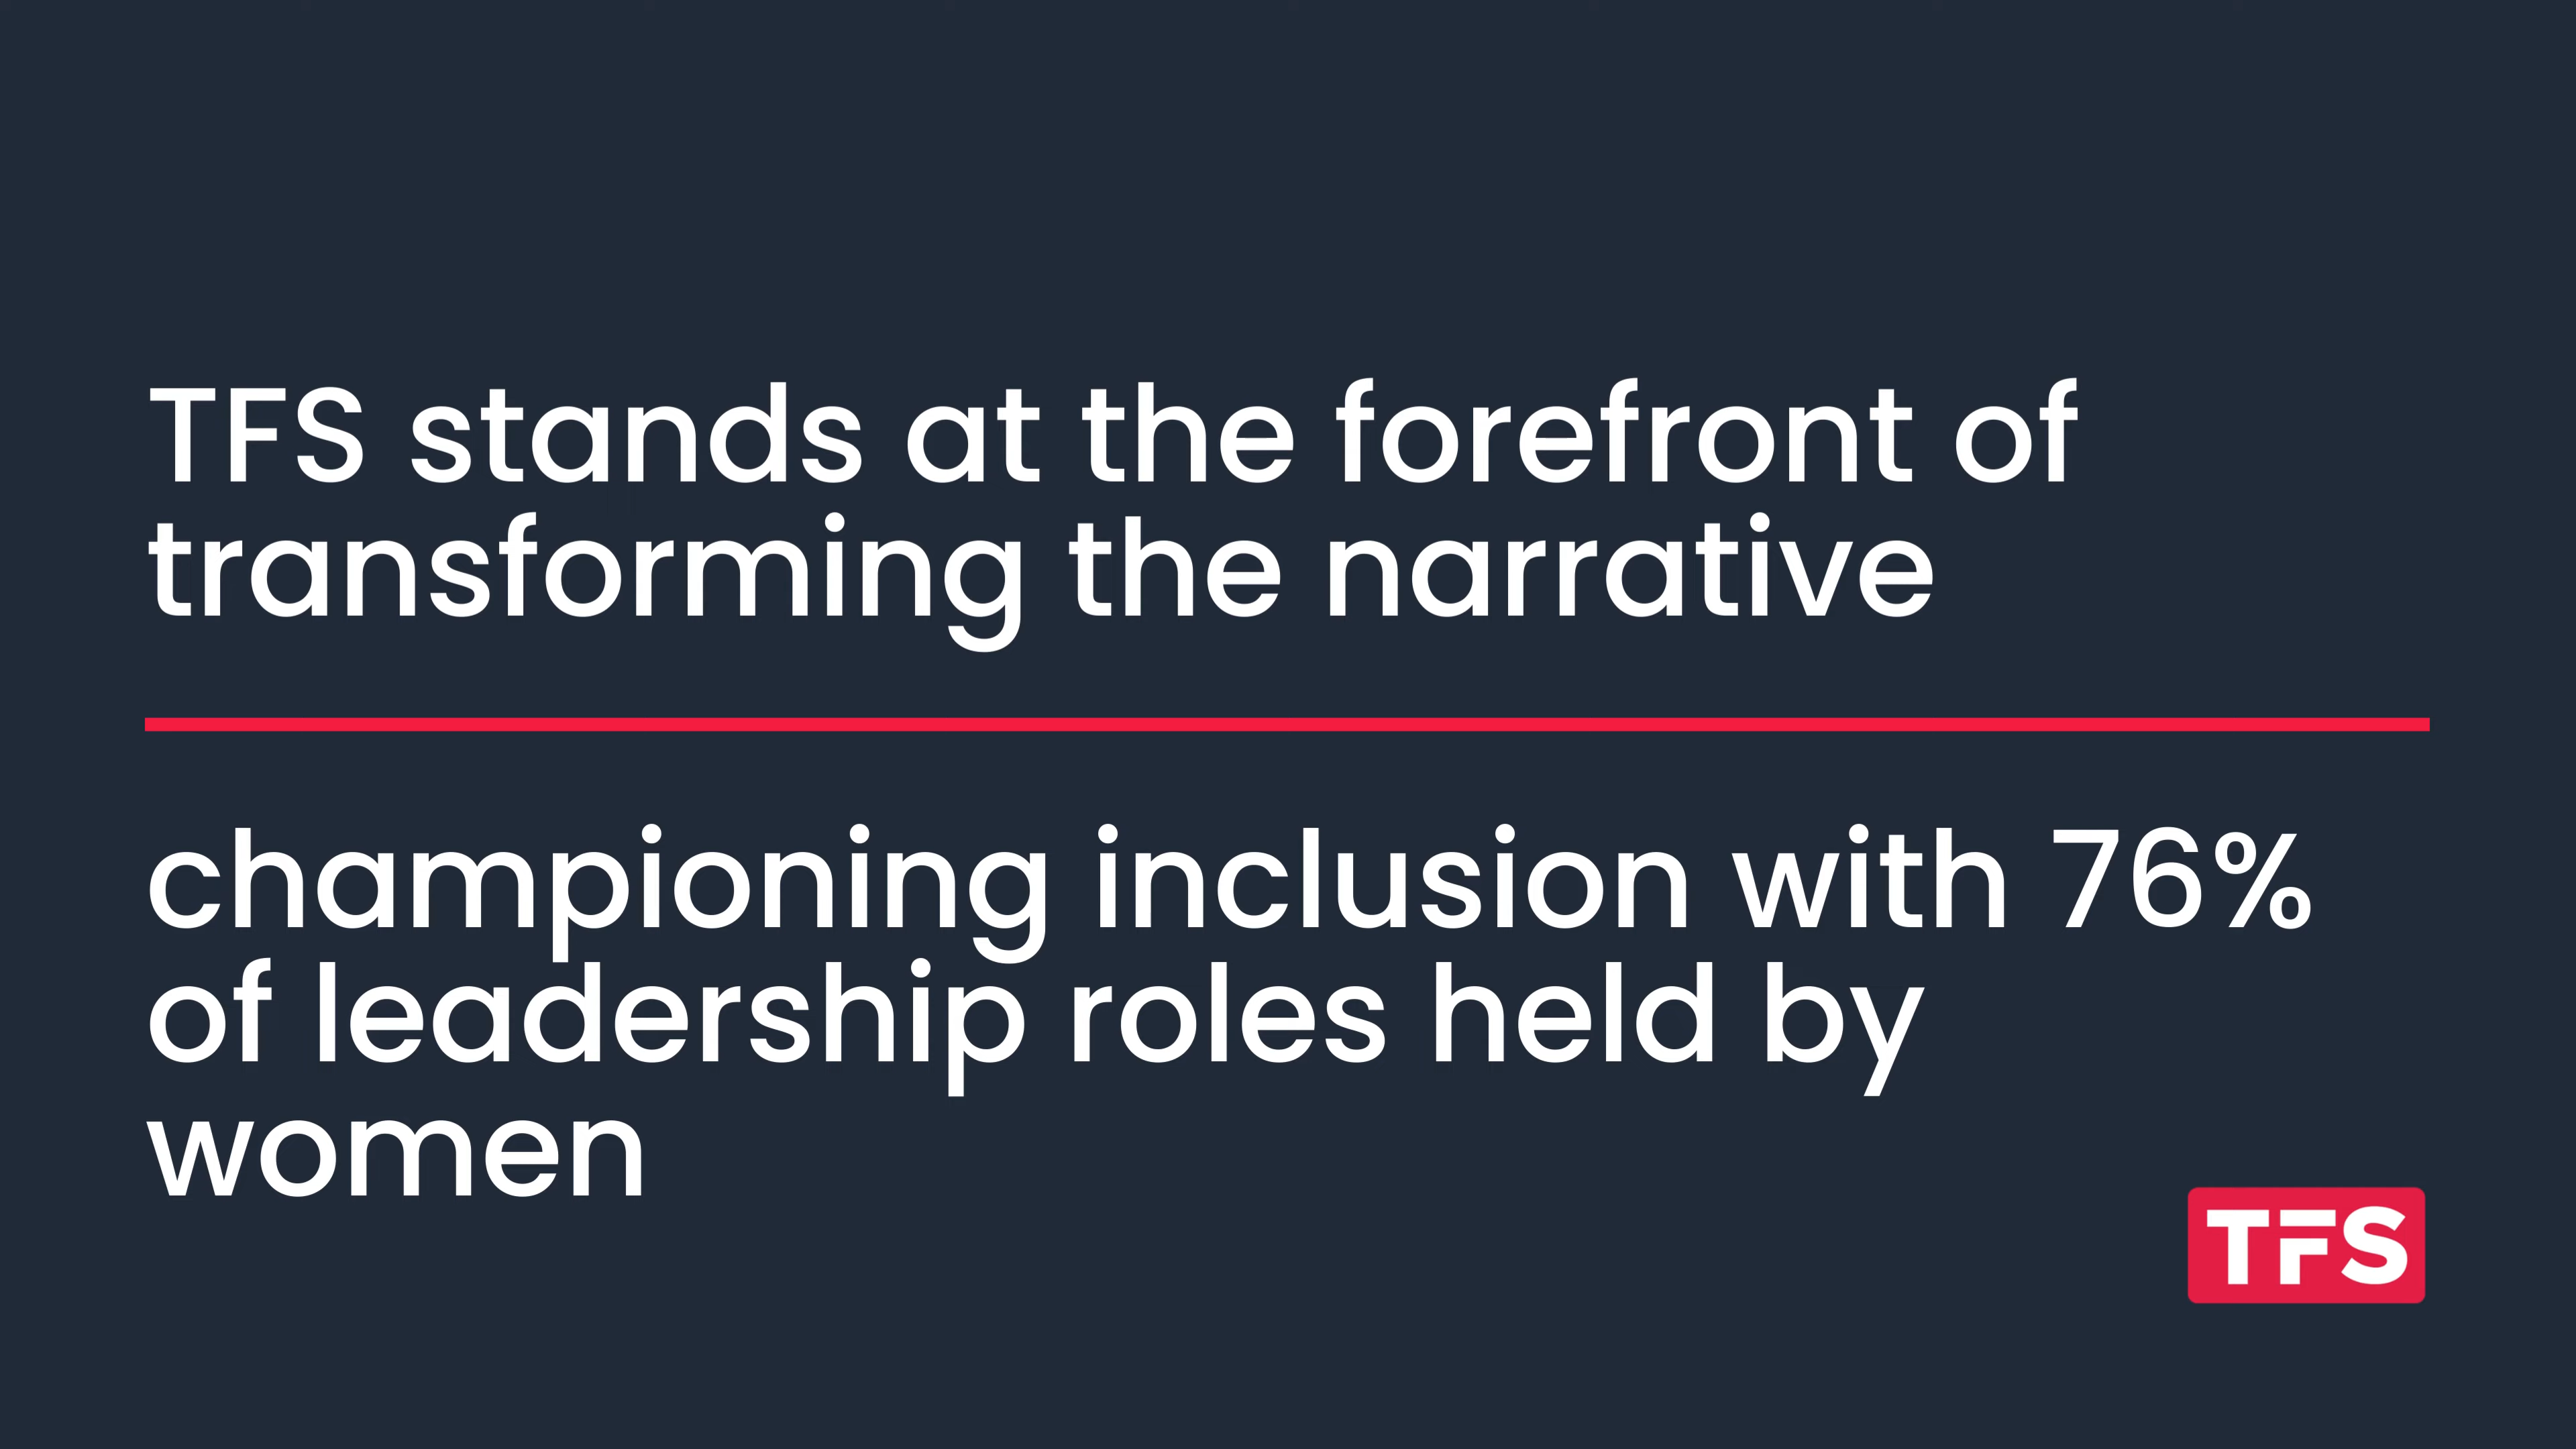 TFS stands at the forefront of
transforming the narrative
championing inclusion with 76%
of leadership roles held by
women
TFS